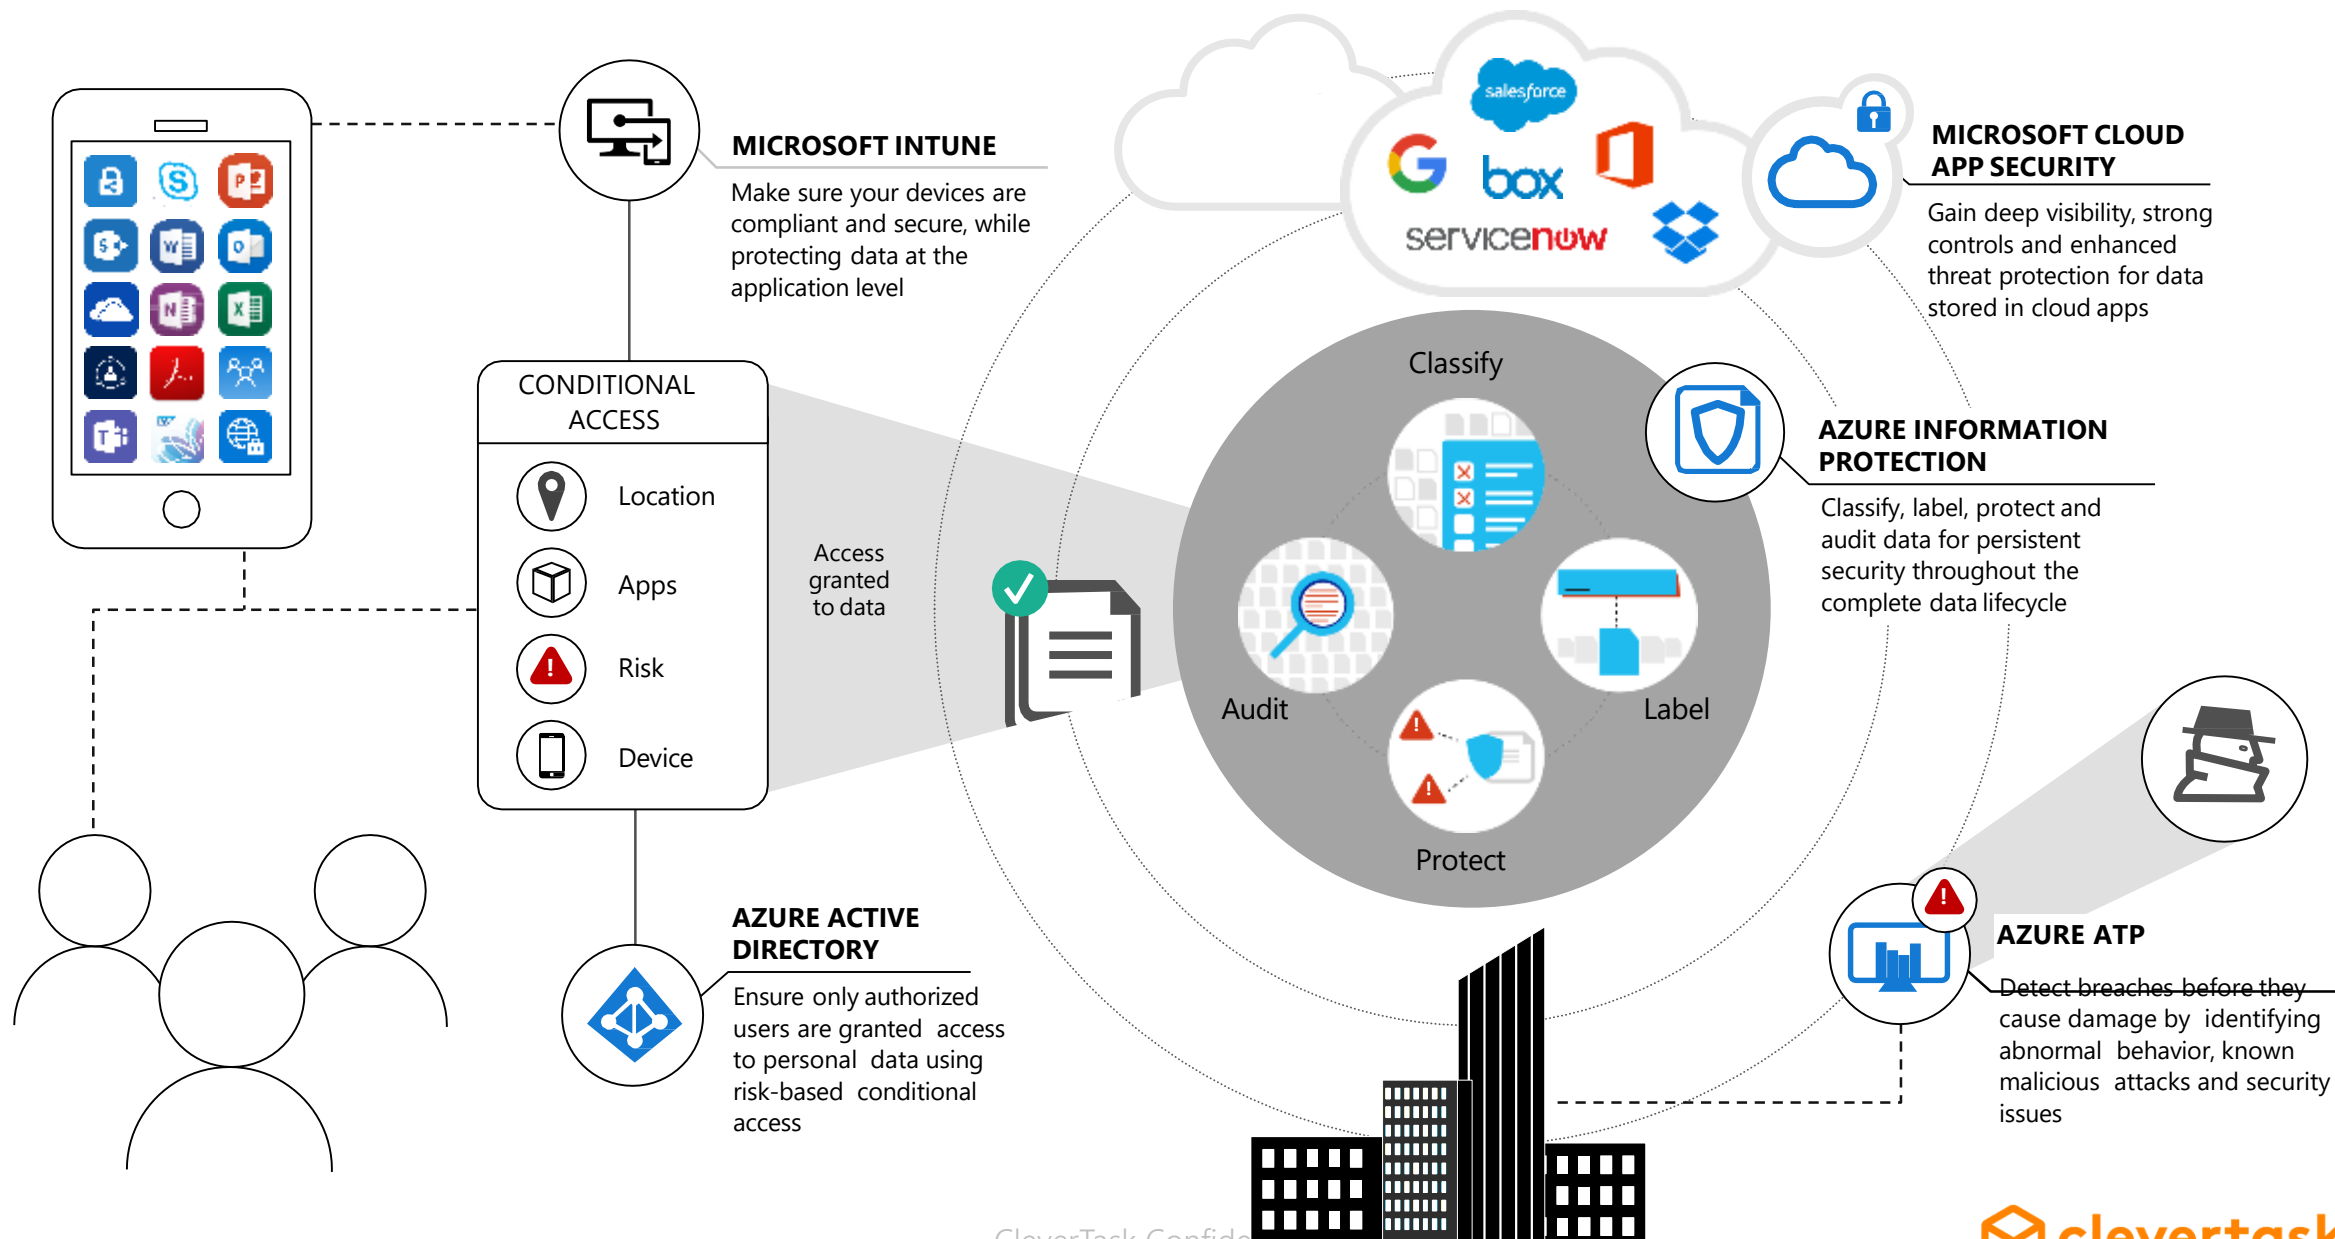 MICROSOFT INTUNE
Make sure your devices are
compliant and secure, while
protecting data at the
application level
CONDITIONAL
ACCESS
Location
Apps
Risk
Device
Access
granted
to data
AZURE ACTIVE
DIRECTORY
Ensure only authorized
users are granted access
to personal data using
risk-based conditional
access
salesforce
G
box
servicenow
MICROSOFT CLOUD
APP SECURITY
Gain deep visibility, strong
controls and enhanced
threat protection for data
stored in cloud apps
Classify
Audit
Label
Protect
AZURE INFORMATION
PROTECTION
Classify, label, protect and
audit data for persistent
security throughout the
complete data lifecycle
AZURE ATP
Detect breaches before they
cause damage by identifying
abnormal behavior, known
malicious attacks and security
issues
CleverTask Confide
clevertask